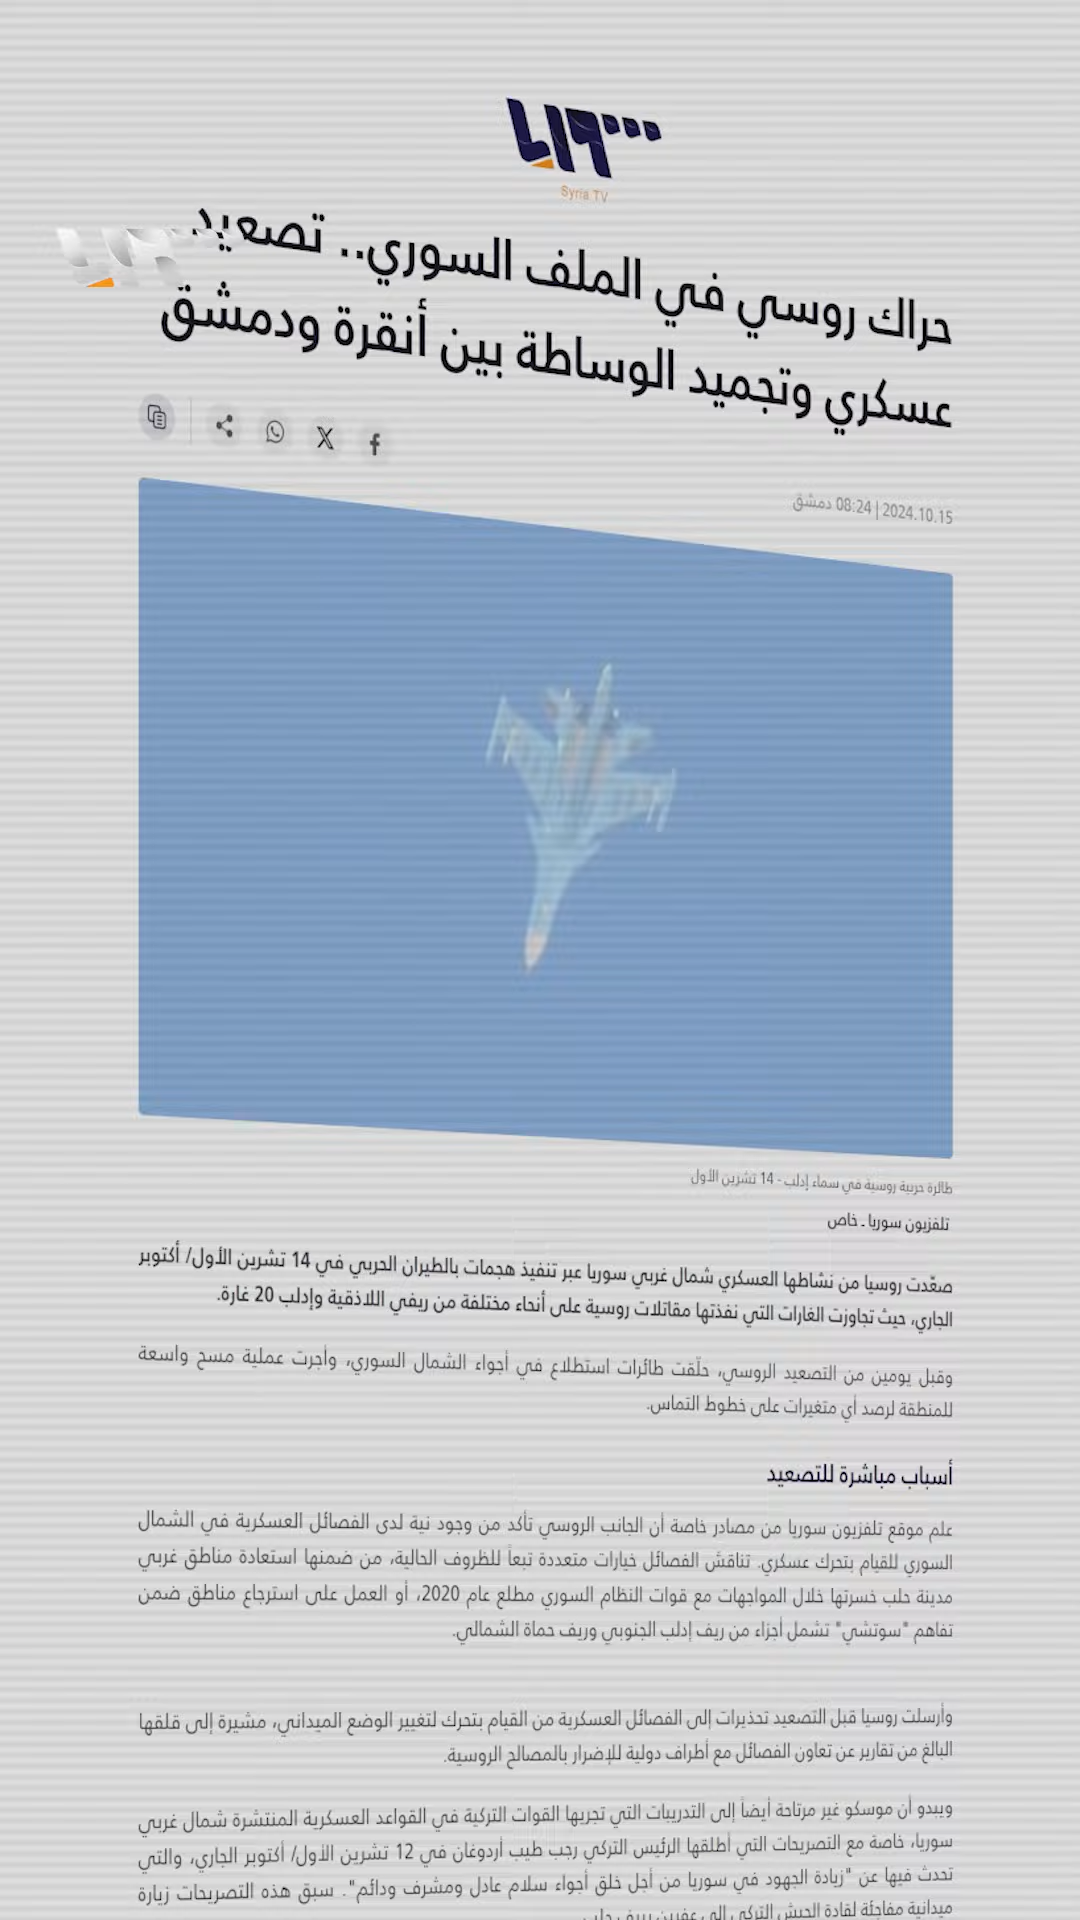 Syria TV
حراك روسي في الملف السوري.. تصعيد
عسكري وتجميد الوساطة بين أنقرة ودمشق
2024.10.15 | 08:24 دمشق
طائرة حربية روسية في سماء إدلب - 14 تشرين الأول
تلفزيون سوريا ـ خاص
صعّدت روسيا من نشاطها العسكري شمال غربي سوريا عبر تنفيذ هجمات بالطيران الحربي في 14 تشرين الأول/ أكتوبر
الجاري، حيث تجاوزت الغارات التي نفذتها مقاتلات روسية على أنحاء مختلفة من ريفي اللاذقية وإدلب 20 غارة.
وقبل يومين من التصعيد الروسي، حلّقت طائرات استطلاع في أجواء الشمال السوري، وأجرت عملية مسح واسعة
للمنطقة لرصد أي متغيرات على خطوط التماس.
أسباب مباشرة للتصعيد
علم موقع تلفزيون سوريا من مصادر خاصة أن الجانب الروسي تأكد من وجود نية لدى الفصائل العسكرية في الشمال
السوري للقيام بتحرك عسكري. تناقش الفصائل خيارات متعددة تبعاً للظروف الحالية، من ضمنها استعادة مناطق غربي
مدينة حلب خسرتها خلال المواجهات مع قوات النظام السوري مطلع عام 2020، أو العمل على استرجاع مناطق ضمن
تفاهم "سوتشي" تشمل أجزاء من ريف إدلب الجنوبي وريف حماة الشمالي.
وأرسلت روسيا قبل التصعيد تحذيرات إلى الفصائل العسكرية من القيام بتحرك لتغيير الوضع الميداني، مشيرة إلى قلقها
البالغ من تقارير عن تعاون الفصائل مع أطراف دولية للإضرار بالمصالح الروسية.
ويبدو أن موسكو غير مرتاحة أيضاً إلى التدريبات التي تجريها القوات التركية في القواعد العسكرية المنتشرة شمال غربي
سوريا، خاصة مع التصريحات التي أطلقها الرئيس التركي رجب طيب أردوغان في 12 تشرين الأول/ أكتوبر الجاري، والتي
تحدث فيها عن "زيادة الجهود في سوريا من أجل خلق أجواء سلام عادل ومشرف ودائم". سبق هذه التصريحات زيارة
ميدانية مفاجئة لقادة الجيش التركي إلى عفرين بريف حلب